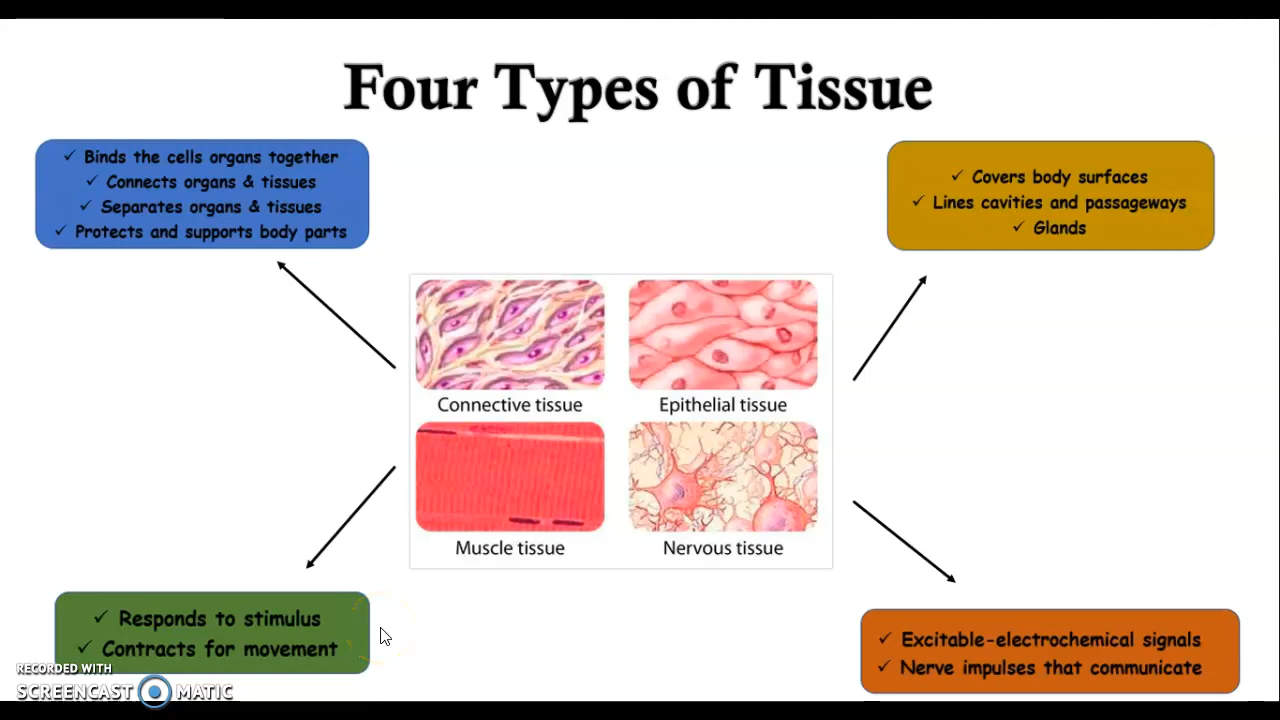 Four Types of Tissue
✓ Binds the cells organs together
✓ Connects organs & tissues
✓ Separates organs & tissues
✓ Protects and supports body parts
✓ Covers body surfaces
✓ Lines cavities and passageways
✓ Glands
Connective tissue
Epithelial tissue
Muscle tissue
Nervous tissue
✓ Responds to stimulus
✓ Contracts for movement
✓ Excitable-electrochemical signals
✓ Nerve impulses that communicate
RECORDED WITH
SCREENCAST MATIC